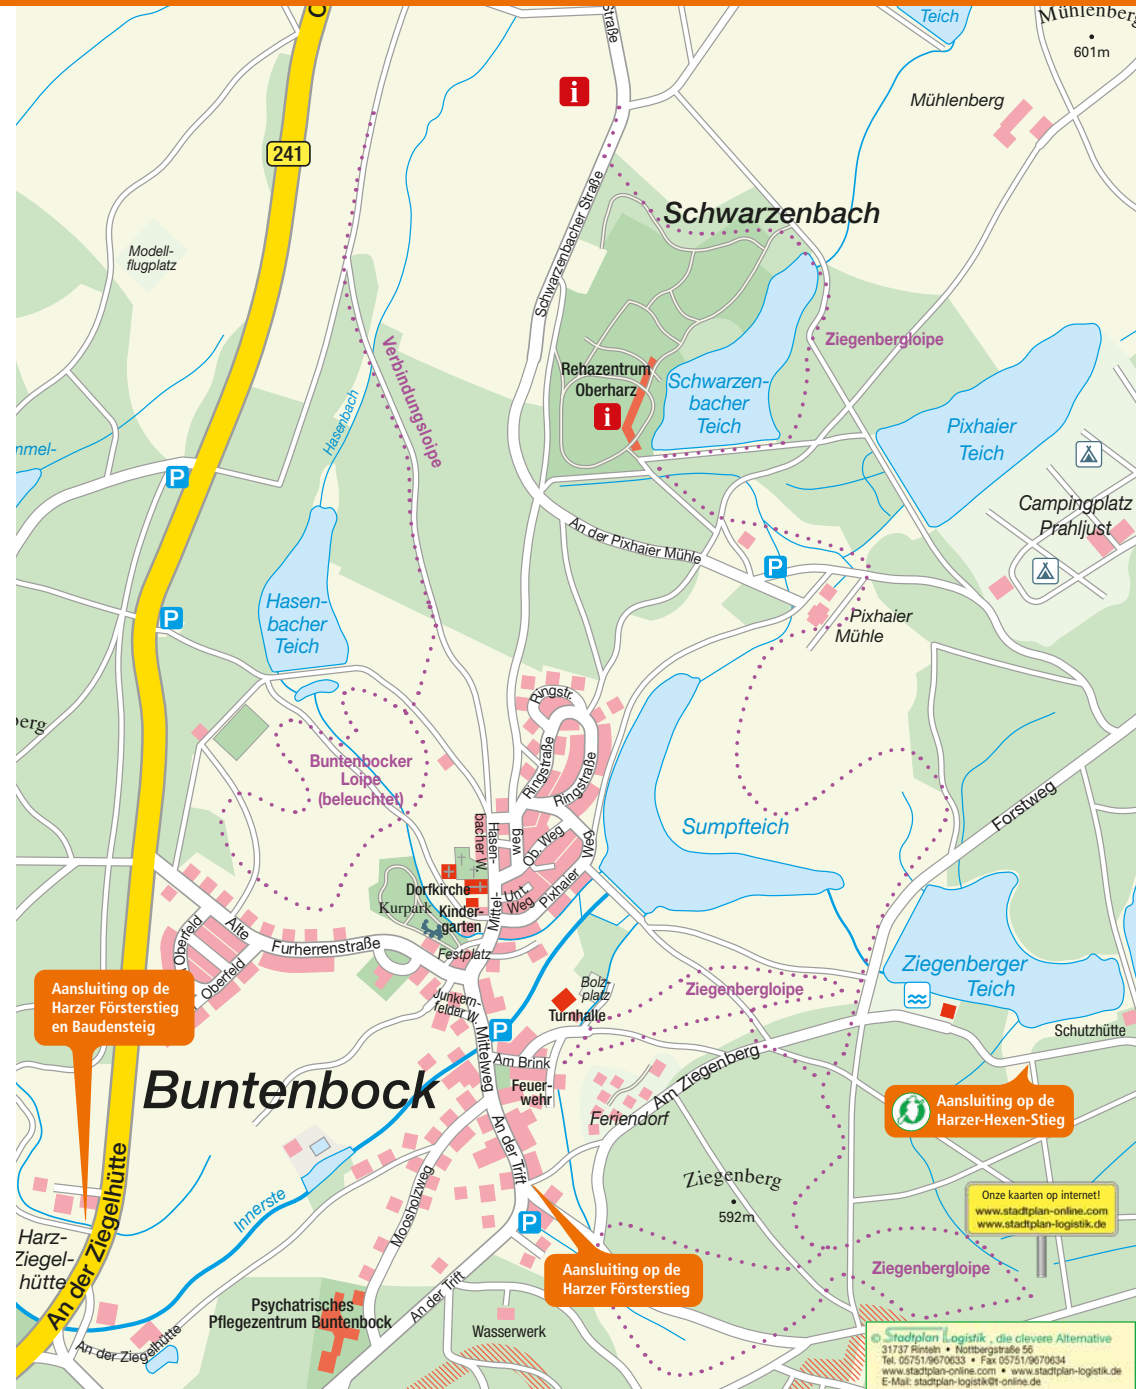 Straße
Teich
Mühlenberg
601m
i
Mühlenberg
241
Schwarzenbach
Schwarzenbacher Straße
Modell-
flugplatz
Ziegenbergloipe
Verbindungsloipe
Hasenbach
Rehazentrum
Oberharz
i
Schwarzen-
bacher
Teich
Pixhaier
Teich
P
Campingplatz
Prahljust
An der Pixhaier Mühle
P
Hasen-
bacher
Teich
P
Pixhaier
Mühle
Ringstr.
Ringstraße
Ringstraße
Buntenbocker
Loipe
(beleuchtet)
Forstweg
Sumpfteich
Hasen-
bacher W.
weg
Ob. Weg
Unt.
Weg
Pixhaier
Weg
Mittel-
Dorfkirche
Kurpark
Kinder-
garten
Festplatz
Alte
Furherrenstraße
Oberfeld
Oberfeld
Junkern-
felder W.
Mittelweg
Bolz-
platz
Turnhalle
Ziegenbergloipe
Ziegenberger
Teich
Schutzhütte
Aansluiting op de
Harzer Försterstieg
en Baudensteig
P
Am Brink
Feuer-
wehr
Buntenbock
Am Ziegenberg
Feriendorf
Aansluiting op de
Harzer-Hexen-Stieg
An der Trift
Moosholzweg
Innerste
Ziegenberg
592m
Onze kaarten op internet!
www.stadtplan-online.com
www.stadtplan-logistik.de
P
An der Ziegelhütte
Harz-
Ziegel-
hütte
Aansluiting op de
Harzer Försterstieg
Ziegenbergloipe
Psychatrisches
Pflegezentrum Buntenbock
An der Trift
Wasserwerk
An der Ziegelhütte
© Stadtplan Logistik , die clevere Alternative
31737 Rinteln • Nottbergstraße 56
Tel. 05751/9670633 • Fax 05751/9670634
www.stadtplan-online.com • www.stadtplan-logistik.de
E-Mail: stadtplan-logistik@t-online.de